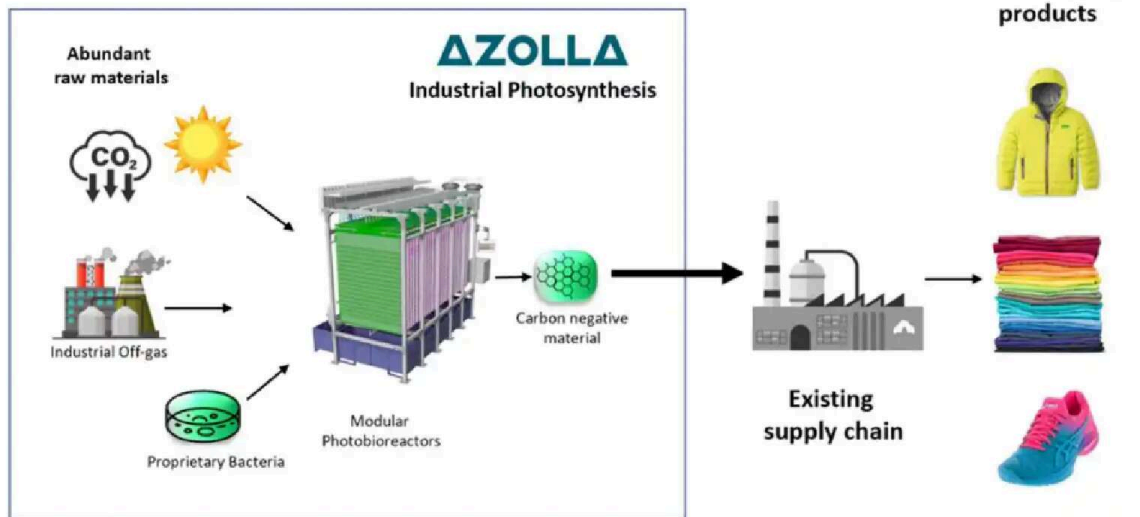 products
Abundant
raw materials
AZOLLA
Industrial Photosynthesis
CO₂
Industrial Off-gas
Carbon negative
material
Modular
Photobioreactors
Proprietary Bacteria
Existing
supply chain